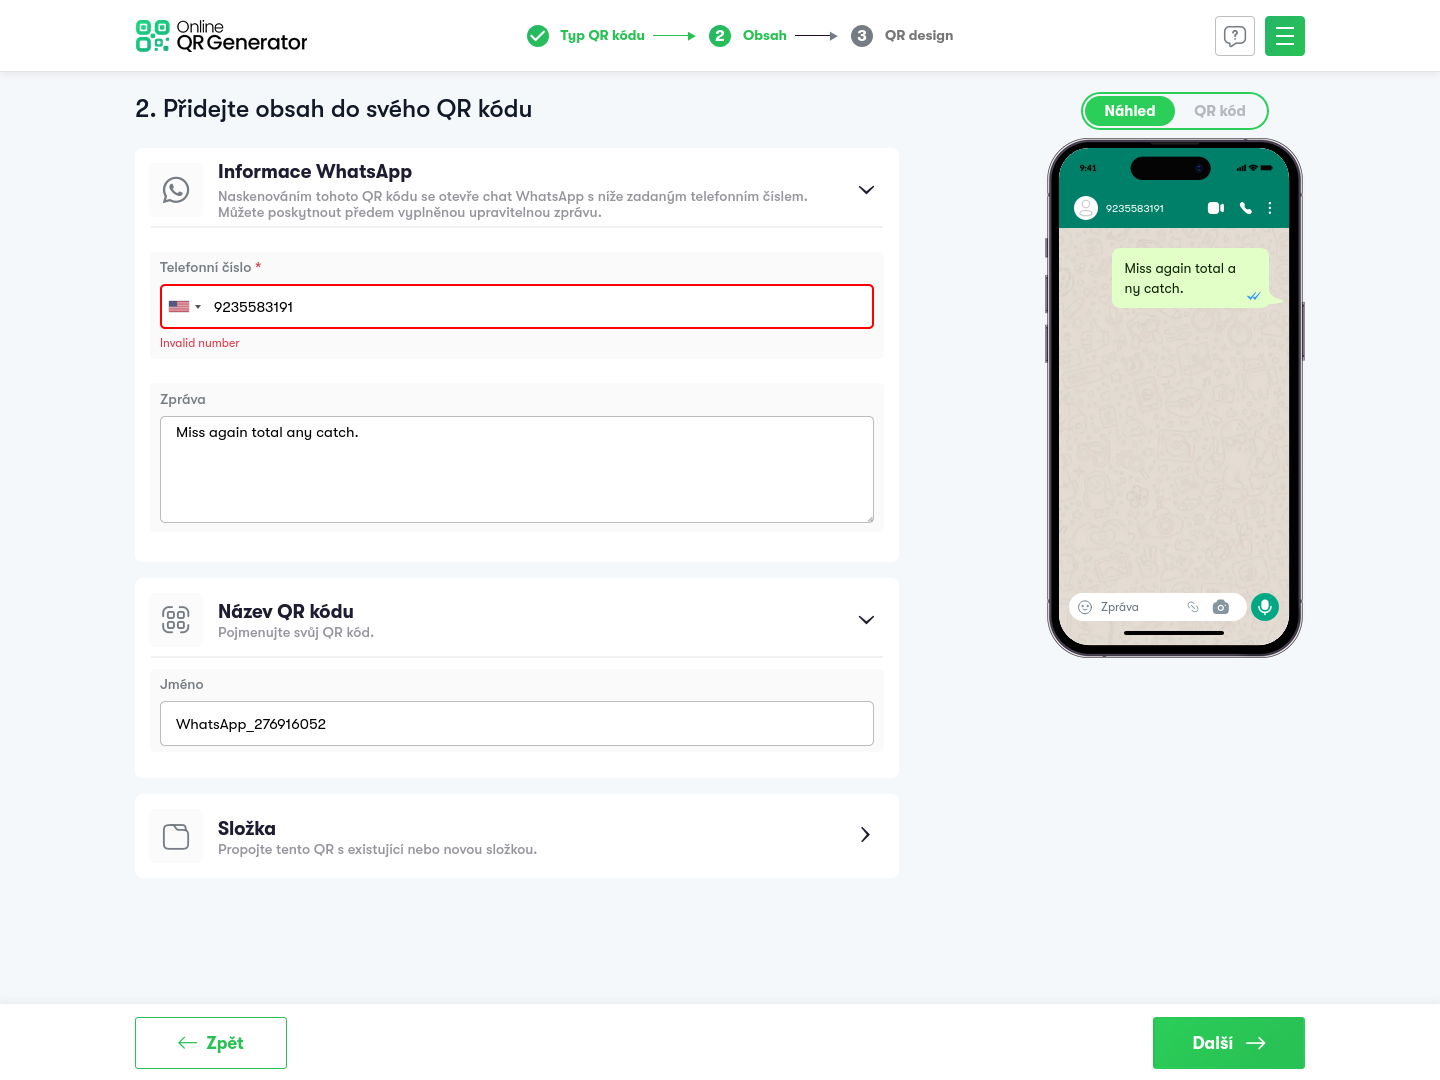 Online
QR Generator
Typ QR kódu
2 Obsah
3 QR design
2. Přidejte obsah do svého QR kódu
Náhled QR kód
Informace WhatsApp
Naskenováním tohoto QR kódu se otevře chat WhatsApp s níže zadaným telefonním číslem.
Můžete poskytnout předem vyplněnou upravitelnou zprávu.
Telefonní číslo *
9235583191
Invalid number
Zpráva
Miss again total any catch.
Název QR kódu
Pojmenujte svůj QR kód.
Jméno
WhatsApp_276916052
Složka
Propojte tento QR s existující nebo novou složkou.
9:41
9235583191
Miss again total a
ny catch.
Zpráva
Zpět
Další